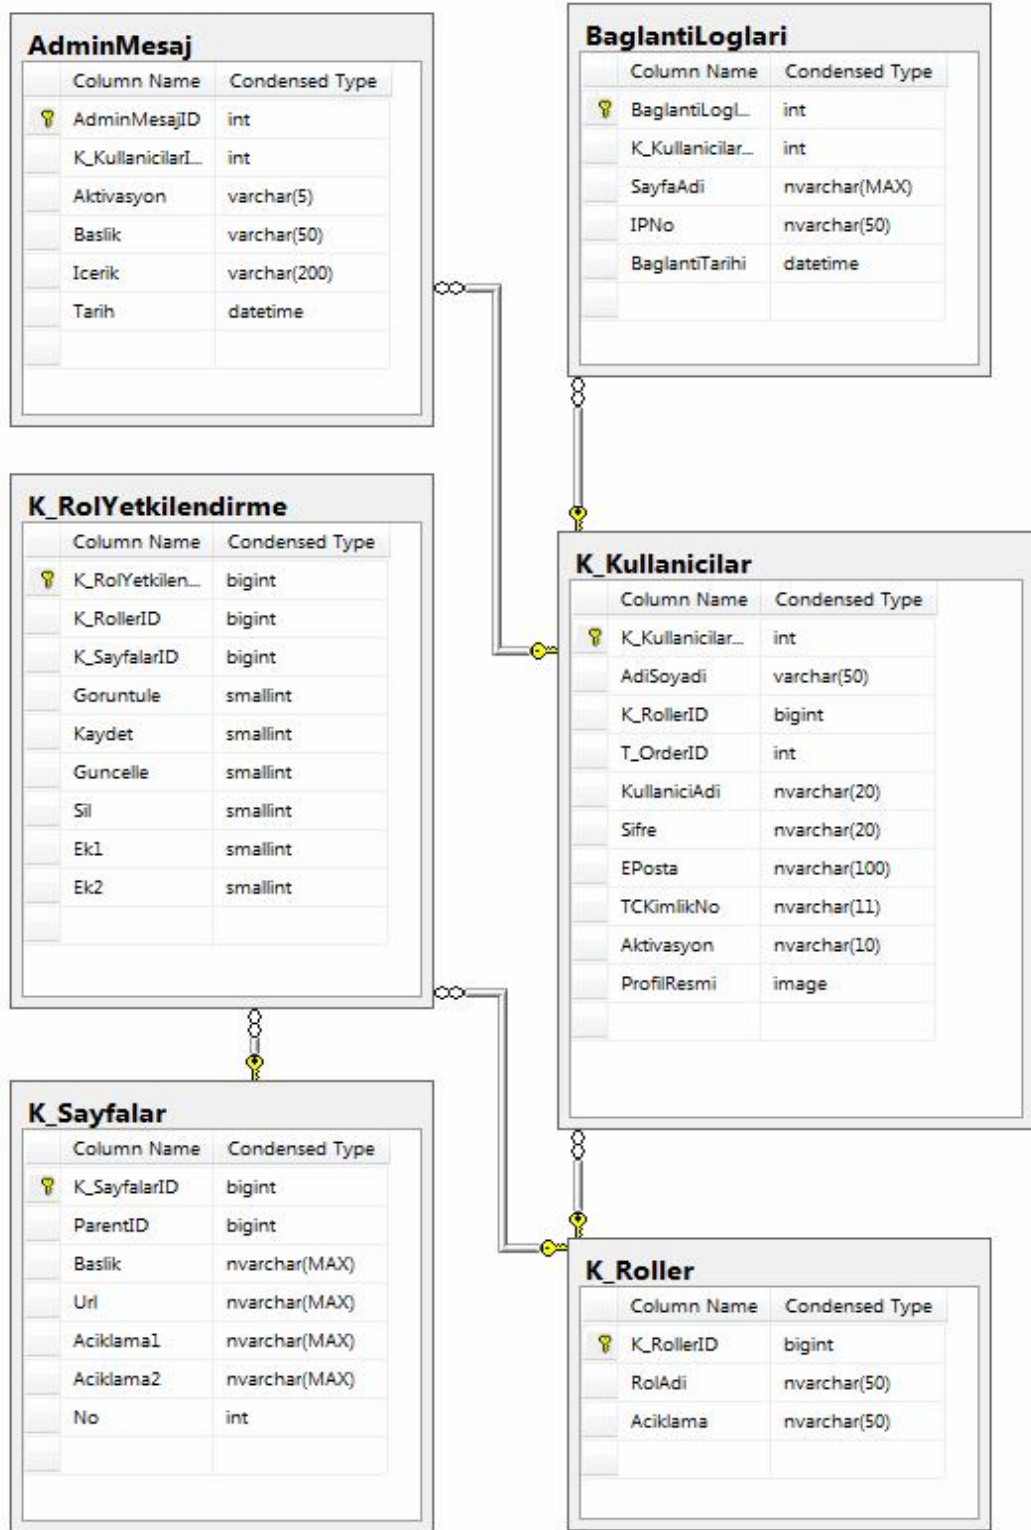 AdminMesaj
Column Name Condensed Type
AdminMesajID int
K_KullanicilarI... int
Aktivasyon varchar(5)
Baslik varchar(50)
Icerik varchar(200)
Tarih datetime
BaglantiLoglari
Column Name Condensed Type
BaglantiLogl... int
K_Kullanicilar... int
SayfaAdi nvarchar(MAX)
IPNo nvarchar(50)
BaglantiTarihi datetime
K_RolYetkilendirme
Column Name Condensed Type
K_RolYetkilen... bigint
K_RollerID bigint
K_SayfalarID bigint
Goruntule smallint
Kaydet smallint
Guncelle smallint
Sil smallint
Ek1 smallint
Ek2 smallint
K_Kullanicilar
Column Name Condensed Type
K_Kullanicilar... int
AdiSoyadi varchar(50)
K_RollerID bigint
T_OrderID int
KullaniciAdi nvarchar(20)
Sifre nvarchar(20)
EPosta nvarchar(100)
TCKimlikNo nvarchar(11)
Aktivasyon nvarchar(10)
ProfilResmi image
K_Sayfalar
Column Name Condensed Type
K_SayfalarID bigint
ParentID bigint
Baslik nvarchar(MAX)
Url nvarchar(MAX)
Aciklama1 nvarchar(MAX)
Aciklama2 nvarchar(MAX)
No int
K_Roller
Column Name Condensed Type
K_RollerID bigint
RolAdi nvarchar(50)
Aciklama nvarchar(50)